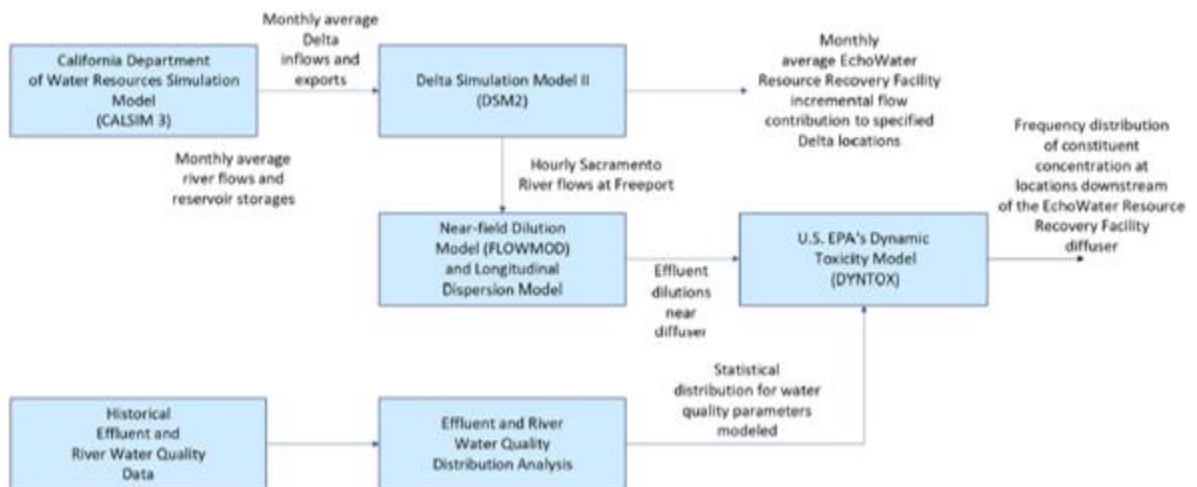 California Department
of Water Resources Simulation
Model
(CALSIM 3)
Monthly average
Delta
inflows and
exports
Delta Simulation Model II
(DSM2)
Monthly
average EchoWater
Resource Recovery Facility
incremental flow
contribution to specified
Delta locations
Monthly average
river flows and
reservoir storages
Hourly Sacramento
River flows at Freeport
Near-field Dilution
Model (FLOWMOD)
and Longitudinal
Dispersion Model
Effluent
dilutions
near
diffuser
U.S. EPA's Dynamic
Toxicity Model
(DYNTOX)
Frequency distribution
of constituent
concentration at
locations downstream
of the EchoWater Resource
Recovery Facility
diffuser
Historical
Effluent and
River Water Quality
Data
Effluent and River
Water Quality
Distribution Analysis
Statistical
distribution for water
quality parameters
modeled